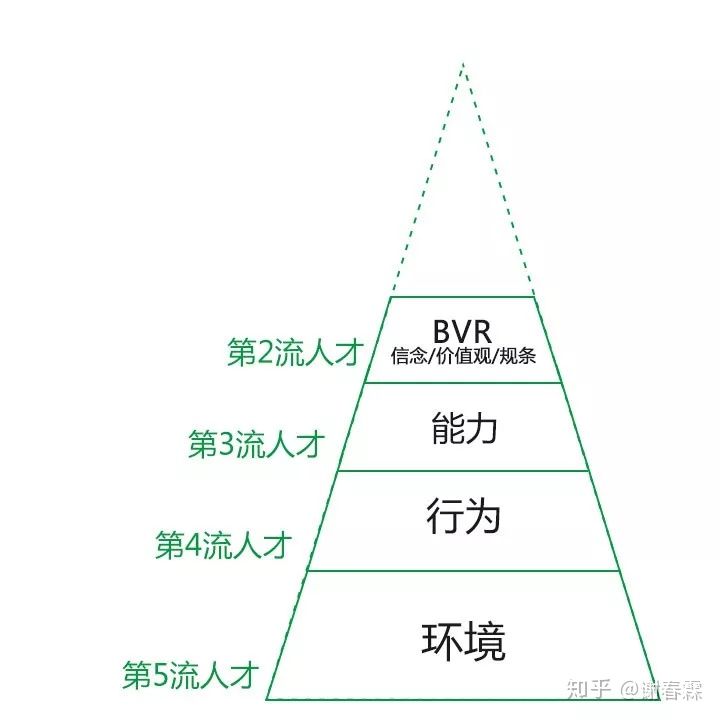 BVR
信念/价值观/规条
第2流人才
能力
第3流人才
行为
第4流人才
环境
第5流人才
知乎 @谢春霖